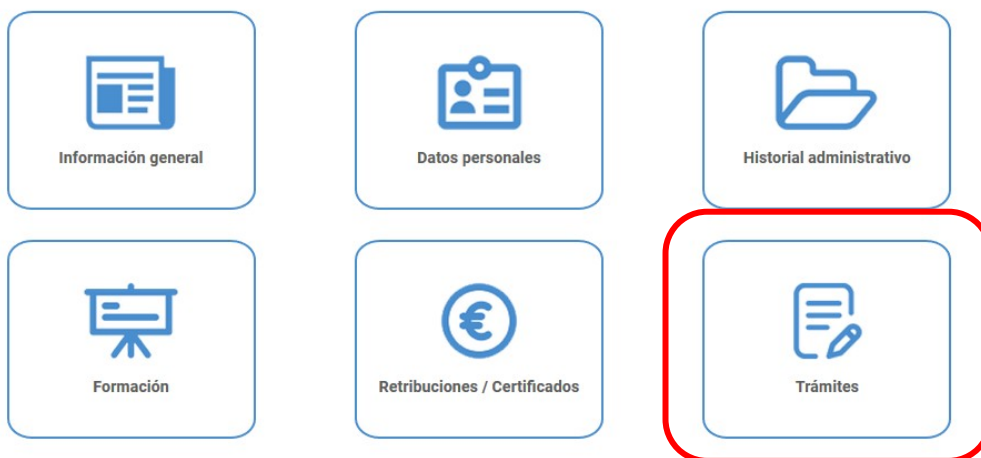 Información general
Datos personales
Historial administrativo
Formación
Retribuciones / Certificados
Trámites